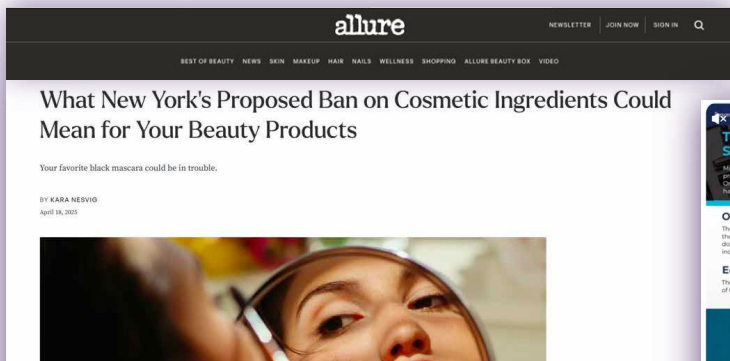 allure
NEWSLETTER JOIN NOW SIGN IN
BEST OF BEAUTY NEWS SKIN MAKEUP HAIR NAILS WELLNESS SHOPPING ALLURE BEAUTY BOX VIDEO
What New York's Proposed Ban on Cosmetic Ingredients Could
Mean for Your Beauty Products
Your favorite black mascara could be in trouble.
BY KARA NESVIG
April 18, 2025